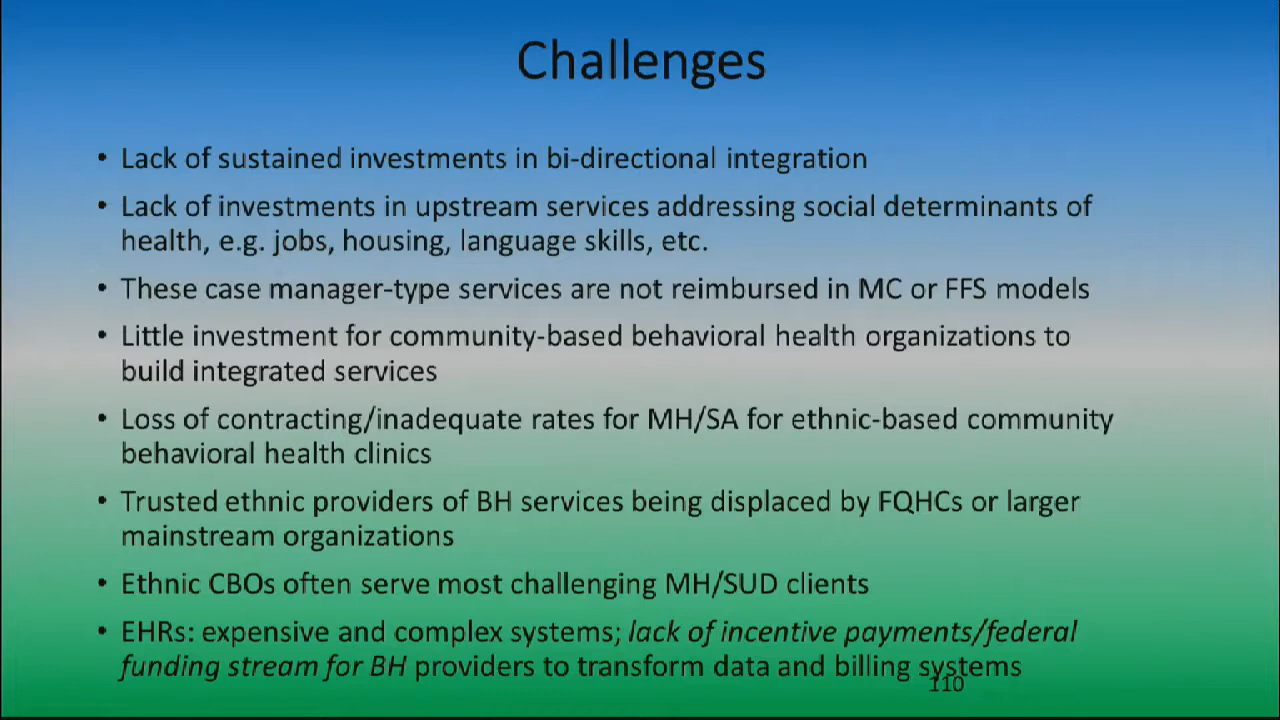 Challenges
• Lack of sustained investments in bi-directional integration
• Lack of investments in upstream services addressing social determinants of
health, e.g. jobs, housing, language skills, etc.
• These case manager-type services are not reimbursed in MC or FFS models
• Little investment for community-based behavioral health organizations to
build integrated services
• Loss of contracting/inadequate rates for MH/SA for ethnic-based community
behavioral health clinics
• Trusted ethnic providers of BH services being displaced by FQHCs or larger
mainstream organizations
• Ethnic CBOs often serve most challenging MH/SUD clients
• EHRs: expensive and complex systems; lack of incentive payments/federal
funding stream for BH providers to transform data and billing systems
110